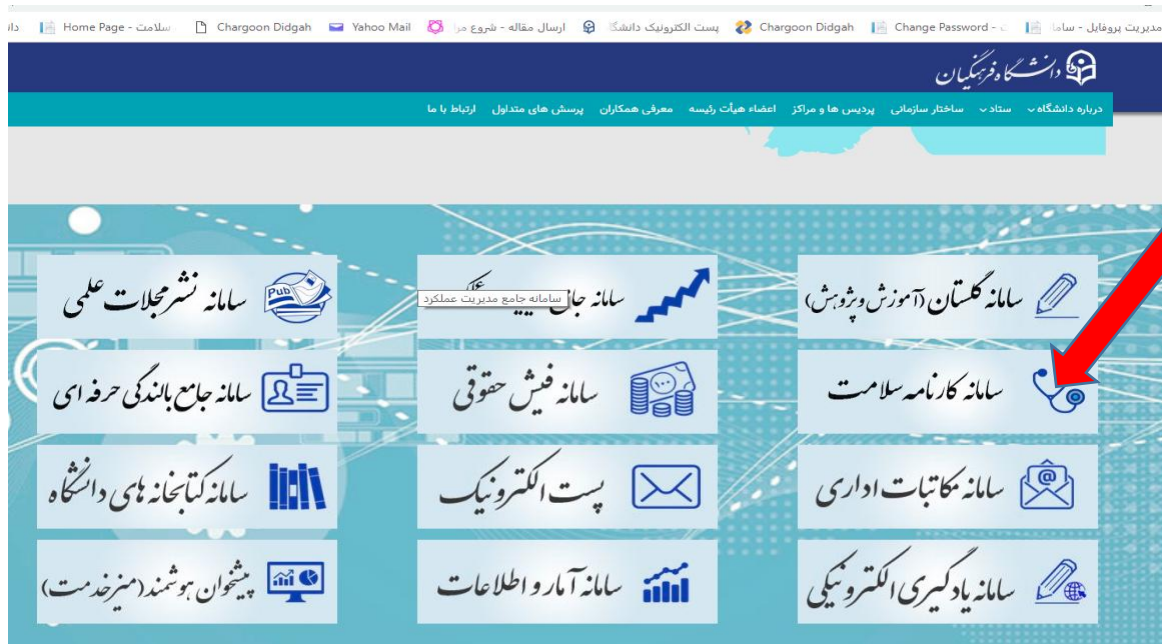 مدیریت پروفایل - ساما Change Password - Chargoon Didgah پست الکترونیک دانشگا ارسال مقاله - شروع مرا Yahoo Mail Chargoon Didgah سلامت - Home Page
دانشگاه فرهنگیان
درباره دانشگاه ستاد ساختار سازمانی پردیس ها و مراکز اعضاء هیأت رئیسه معرفی همکاران پرسش های متداول ارتباط با ما
سامانه گلستان (آموزش و پژوهش)
سامانه جا
سامانه جامع مدیریت عملکرد
سامانه نشر مجلات علمی
Pub
سامانه کارنامه سلامت
سامانه فیش حقوقی
سامانه جامع بالندگی حرفه ای
سامانه مکاتبات اداری
پست الکترونیک
سامانه کتابخانه های دانشگاه
سامانه یادگیری الکترونیکی
سامانه آمار و اطلاعات
پیشخوان هوشمند (میز خدمت)